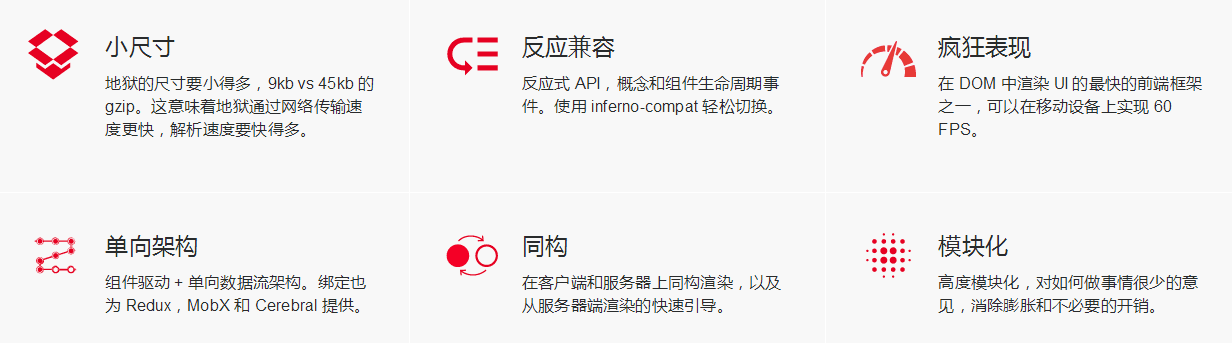 小尺寸
地狱的尺寸要小得多，9kb vs 45kb 的
gzip。这意味着地狱通过网络传输速
度更快，解析速度要快得多。
反应兼容
反应式 API，概念和组件生命周期事
件。使用 inferno-compat 轻松切换。
疯狂表现
在 DOM 中渲染 UI 的最快的前端框架
之一，可以在移动设备上实现 60
FPS。
单向架构
组件驱动 + 单向数据流架构。绑定也
为 Redux，MobX 和 Cerebral 提供。
同构
在客户端和服务器上同构渲染，以及
从服务器端渲染的快速引导。
模块化
高度模块化，对如何做事情很少的意
见，消除膨胀和不必要的开销。